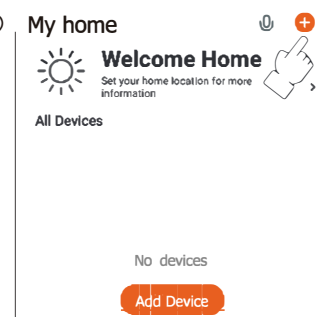 My home
Welcome Home
Set your home location for more
information
All Devices
No devices
Add Device